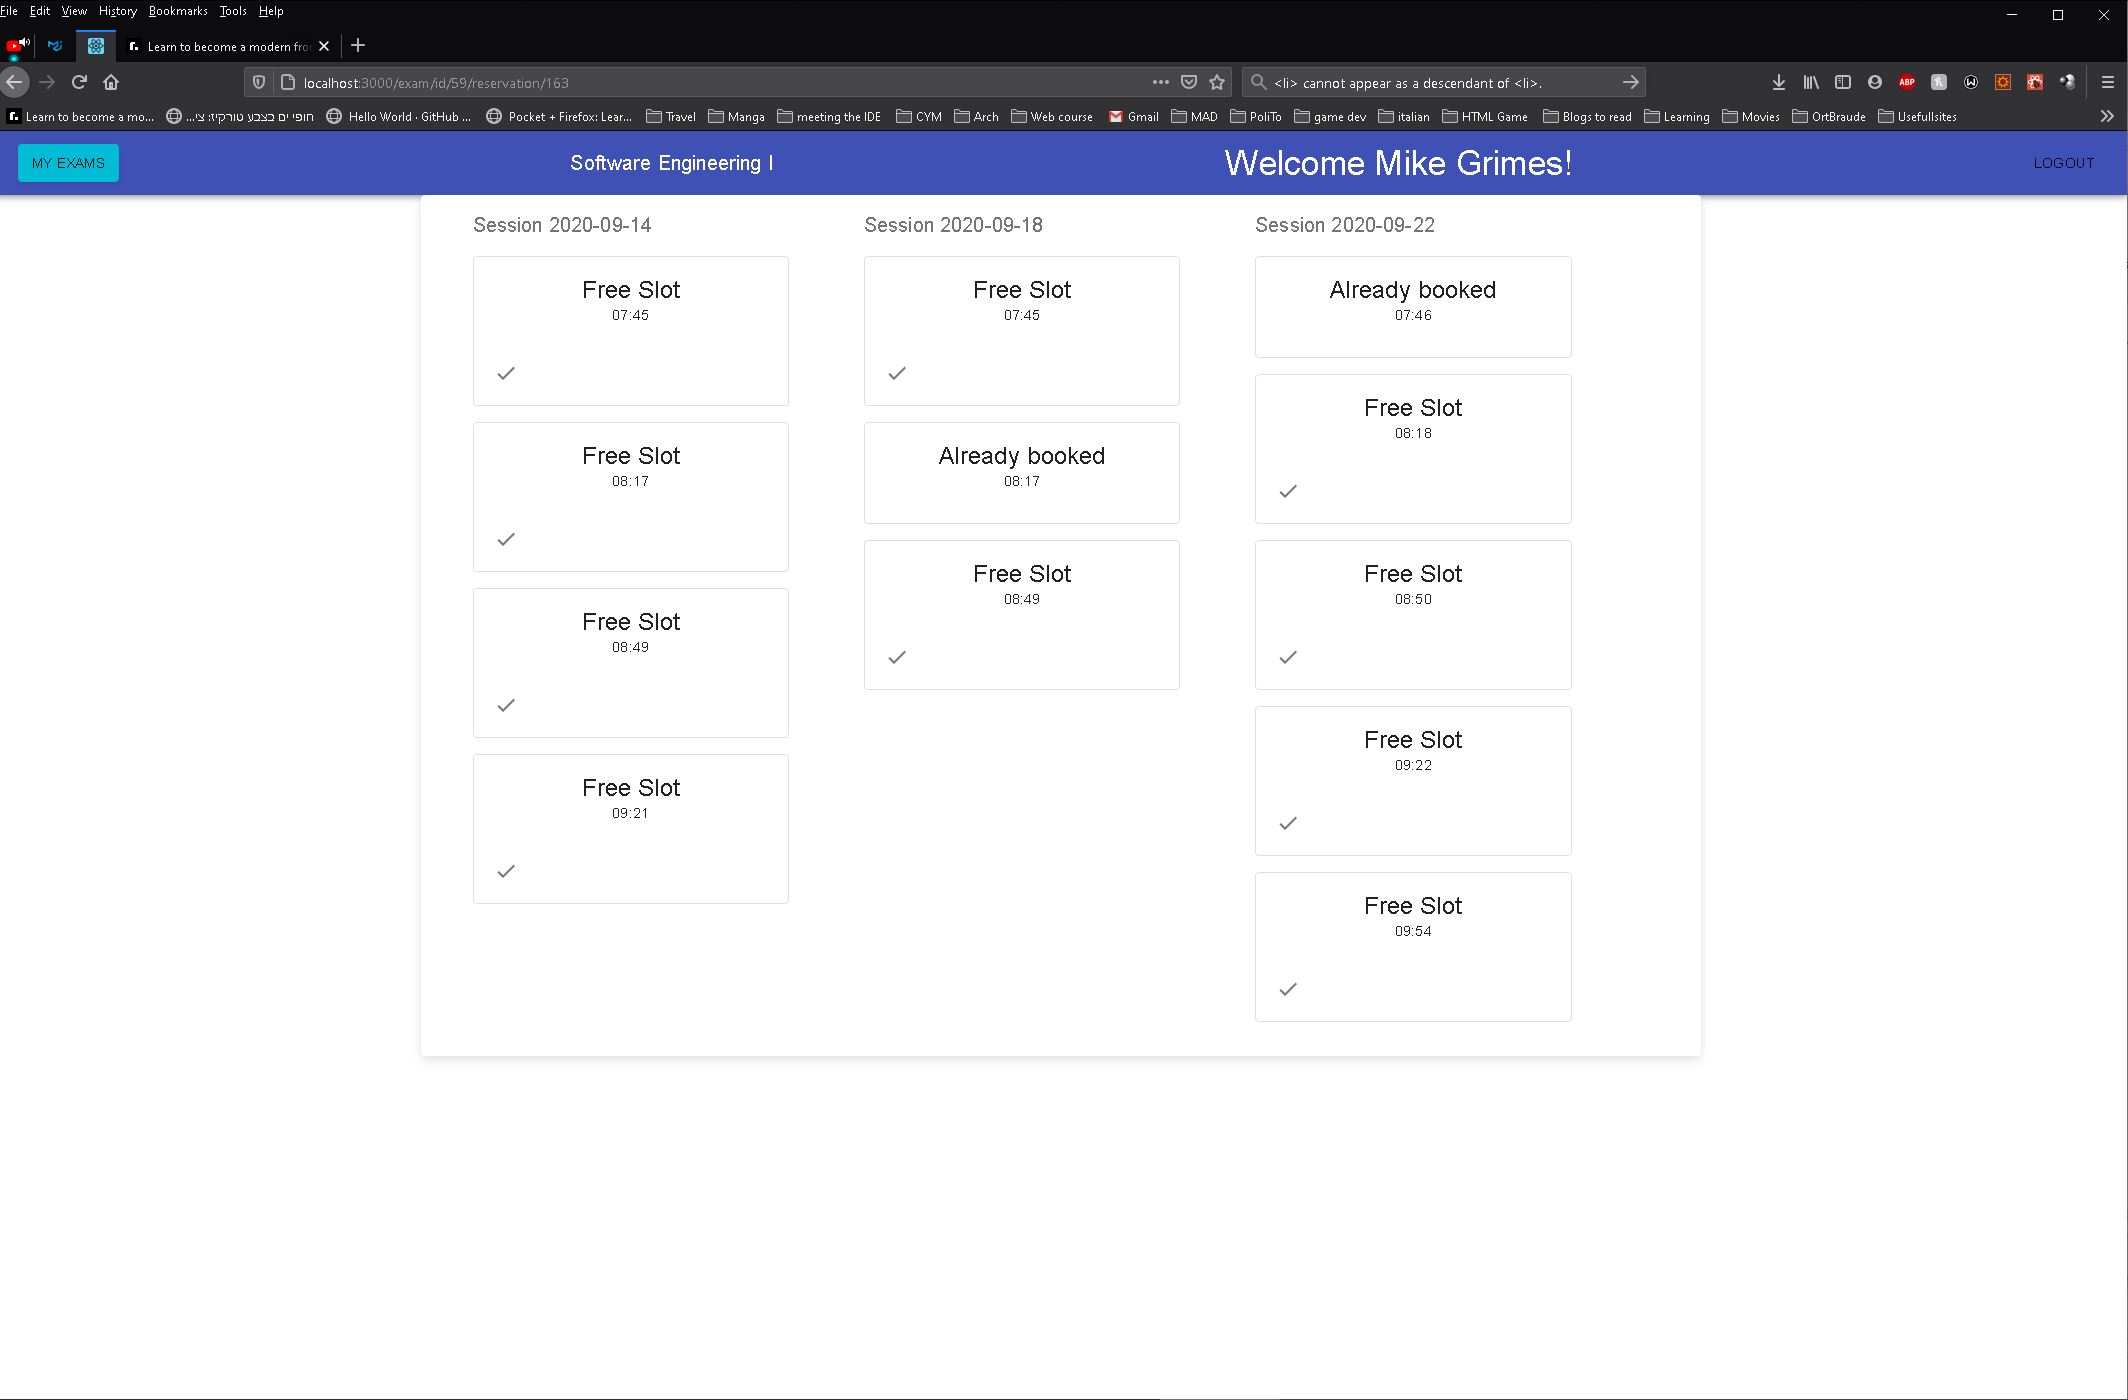 File Edit View History Bookmarks Tools Help
Learn to become a modern fro
localhost:3000/exam/id/59/reservation/163
<li> cannot appear as a descendant of <li>.
ABP
Learn to become a mo...
חופי ים בצבע טורקיז: צי...
Hello World · GitHub ...
Pocket + Firefox: Lear...
Travel
Manga
meeting the IDE
CYM
Arch
Web course
Gmail
MAD
PoliTo
game dev
italian
HTML Game
Blogs to read
Learning
Movies
OrtBraude
Usefullsites
MY EXAMS
Software Engineering I
Welcome Mike Grimes!
LOGOUT
Session 2020-09-14
Free Slot
07:45
Free Slot
08:17
Free Slot
08:49
Free Slot
09:21
Session 2020-09-18
Free Slot
07:45
Already booked
08:17
Free Slot
08:49
Session 2020-09-22
Already booked
07:46
Free Slot
08:18
Free Slot
08:50
Free Slot
09:22
Free Slot
09:54